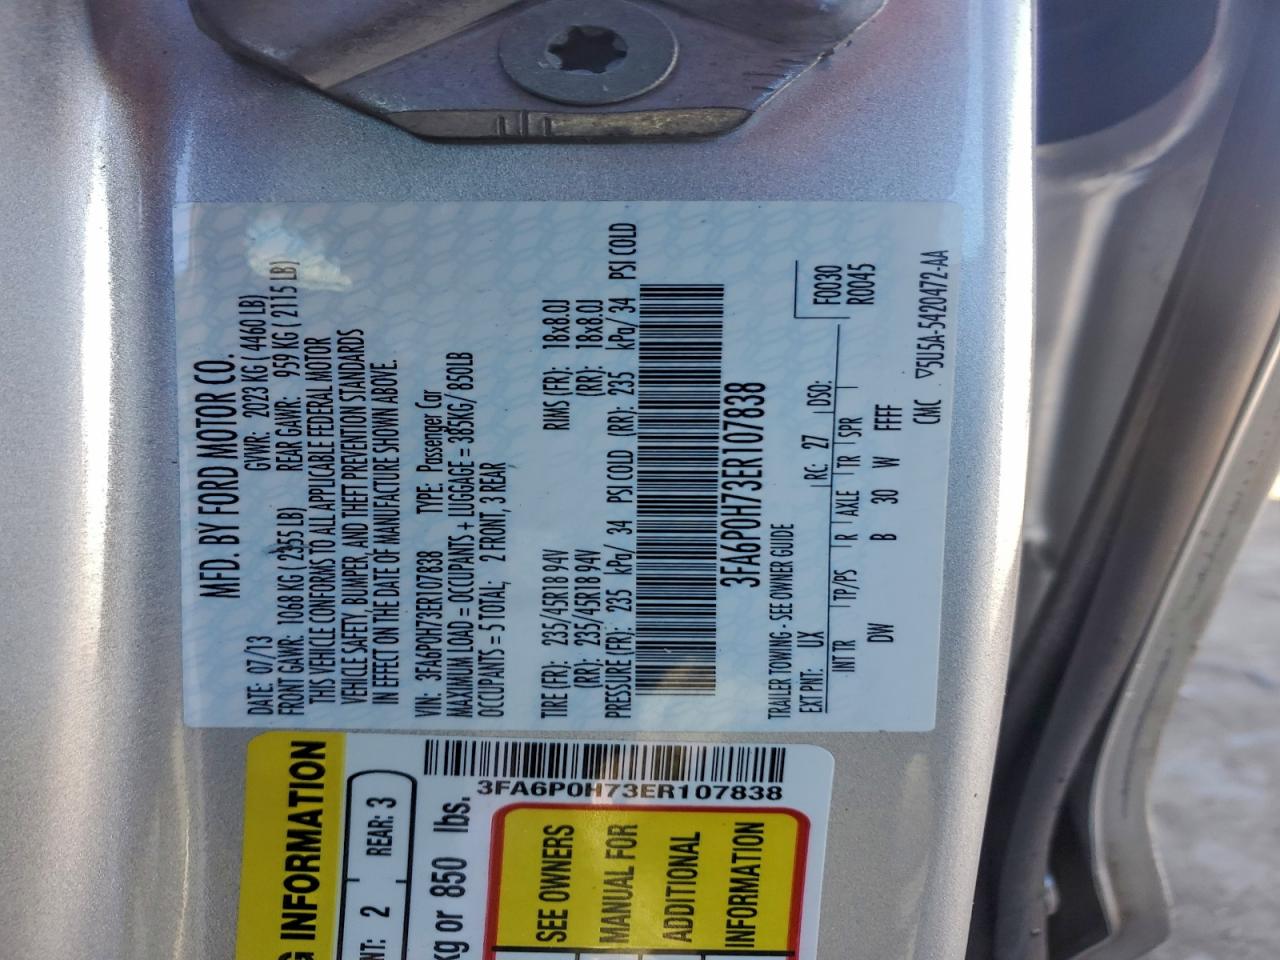 MFD. BY FORD MOTOR CO.
DATE: 07/13 GVWR: 2023 KG ( 4460 LB)
FRONT GAWR: 1068 KG ( 2355 LB) REAR GAWR: 959 KG ( 2115 LB)
THIS VEHICLE CONFORMS TO ALL APPLICABLE FEDERAL MOTOR
VEHICLE SAFETY, BUMPER, AND THEFT PREVENTION STANDARDS
IN EFFECT ON THE DATE OF MANUFACTURE SHOWN ABOVE.
VIN: 3FA6P0H73ER107838 TYPE: Passenger Car
MAXIMUM LOAD = OCCUPANTS + LUGGAGE = 385KG/ 850LB
OCCUPANTS = 5 TOTAL; 2 FRONT, 3 REAR
TIRE (FR): 235/45R18 94V RIMS (FR): 18x8.0J
(RR): 235/45R18 94V (RR): 18x8.0J
PRESSURE (FR): 235 kPa/ 34 PSI COLD (RR): 235 kPa/ 34 PSI COLD
3FA6P0H73ER107838
TRAILER TOWING - SEE OWNER GUIDE
EXT PNT: UX RC: 27 DSO: F0030
R0045
INT TR TP/PS R AXLE TR SPR
DW B 30 W FFF
CMC 5U5A-5420472-AA
G INFORMATION
NT: 2 REAR: 3
kg or 850 lbs.
3FA6P0H73ER107838
SEE OWNERS
MANUAL FOR
ADDITIONAL
INFORMATION